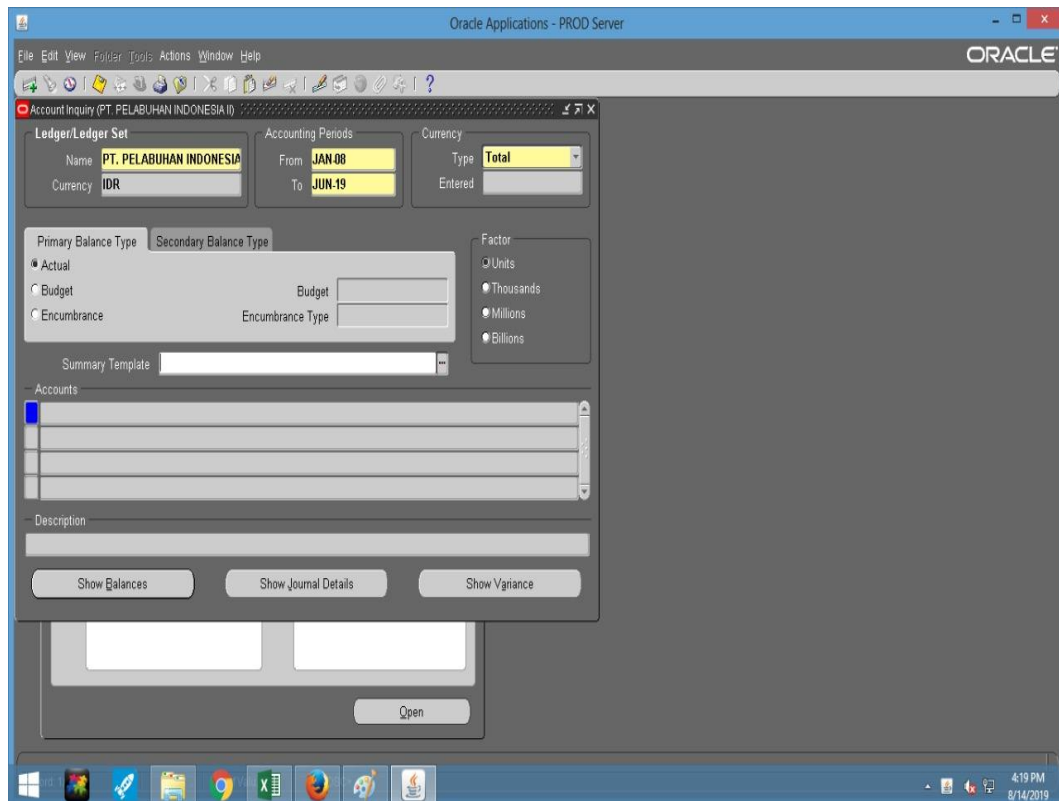 Oracle Applications - PROD Server
File Edit View Folder Tools Actions Window Help
ORACLE
Account Inquiry (PT. PELABUHAN INDONESIA II)
Ledger/Ledger Set
Accounting Periods
Currency
Name PT. PELABUHAN INDONESIA
From JAN-08
Type Total
Currency IDR
To JUN-19
Entered
Primary Balance Type Secondary Balance Type
Factor
Actual
Units
Budget
Budget
Thousands
Encumbrance
Encumbrance Type
Millions
Billions
Summary Template
Accounts
Description
Show Balances Show Journal Details Show Variance
Open
4:19 PM
8/14/2019